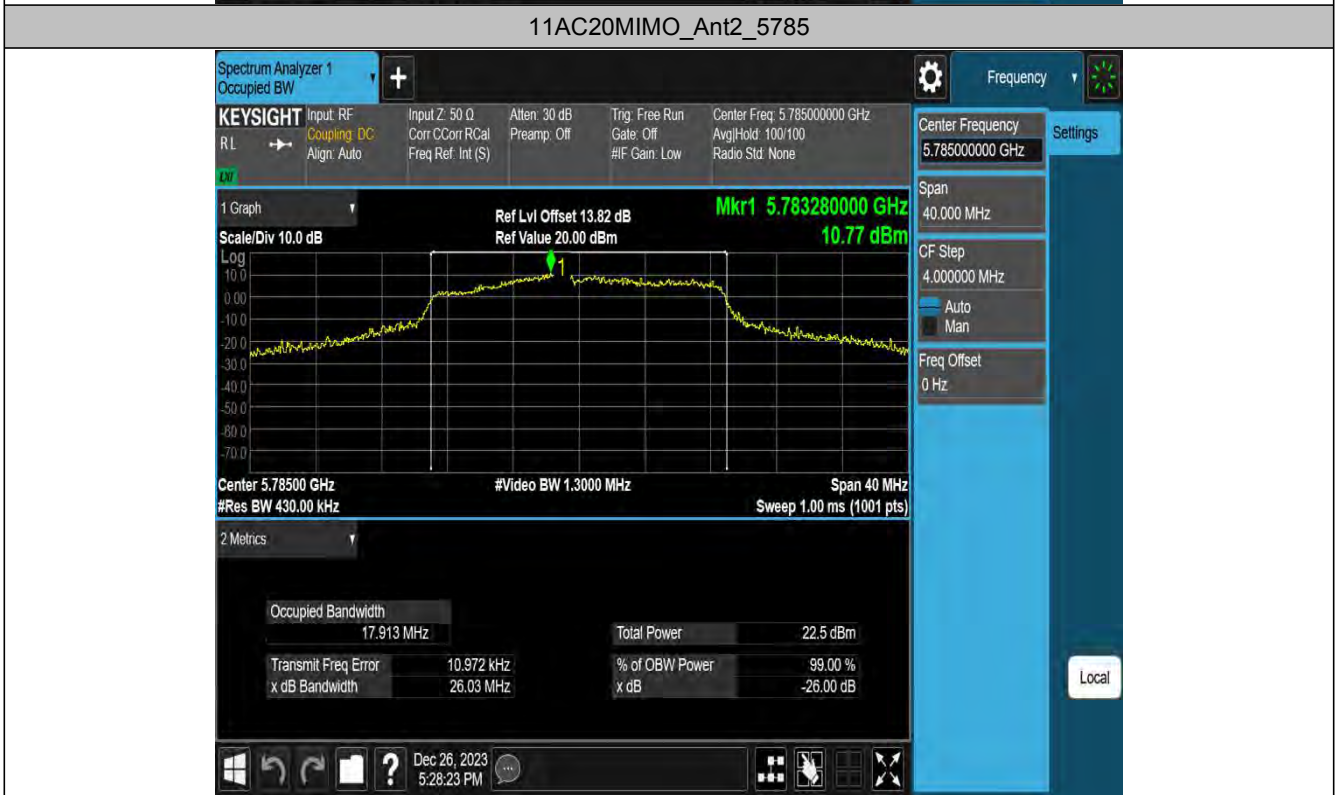 11AC20MIMO_Ant2_5785
Spectrum Analyzer 1
Occupied BW
+
Frequency
KEYSIGHT
RL
LXI
Input: RF
Coupling: DC
Align: Auto
Input Z: 50 Ω
Corr CCorr RCal
Freq Ref: Int (S)
Atten: 30 dB
Preamp: Off
Trig: Free Run
Gate: Off
#IF Gain: Low
Center Freq: 5.785000000 GHz
Avg|Hold: 100/100
Radio Std: None
Center Frequency
5.785000000 GHz
Settings
Span
40.000 MHz
CF Step
4.000000 MHz
Auto
Man
Freq Offset
0 Hz
Local
1 Graph
Scale/Div 10.0 dB
Ref Lvl Offset 13.82 dB
Ref Value 20.00 dBm
Mkr1 5.783280000 GHz
10.77 dBm
Log
10.0
0.00
-10.0
-20.0
-30.0
-40.0
-50.0
-60.0
-70.0
1
Center 5.78500 GHz
#Video BW 1.3000 MHz
Span 40 MHz
#Res BW 430.00 kHz
Sweep 1.00 ms (1001 pts)
2 Metrics
Occupied Bandwidth
17.913 MHz
Total Power 22.5 dBm
Transmit Freq Error 10.972 kHz
% of OBW Power 99.00 %
x dB Bandwidth 26.03 MHz
x dB -26.00 dB
?
Dec 26, 2023
5:28:23 PM